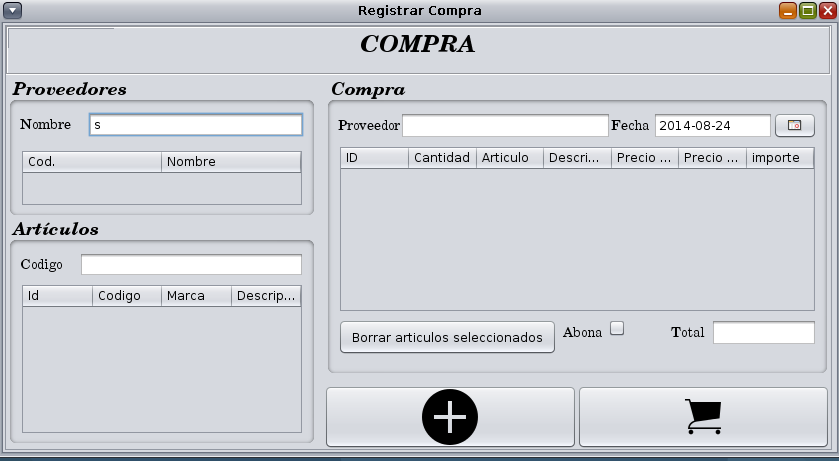 Registrar Compra
COMPRA
Proveedores
Nombre s
Cod. Nombre
Artículos
Codigo
Id Codigo Marca Descrip...
Compra
Proveedor Fecha 2014-08-24
ID Cantidad Articulo Descri... Precio ... Precio ... importe
Borrar articulos seleccionados Abona Total